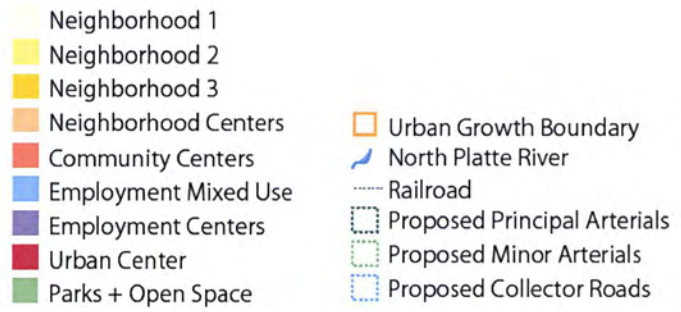 Neighborhood 1
Neighborhood 2
Neighborhood 3
Neighborhood Centers
Community Centers
Employment Mixed Use
Employment Centers
Urban Center
Parks + Open Space
Urban Growth Boundary
North Platte River
Railroad
Proposed Principal Arterials
Proposed Minor Arterials
Proposed Collector Roads